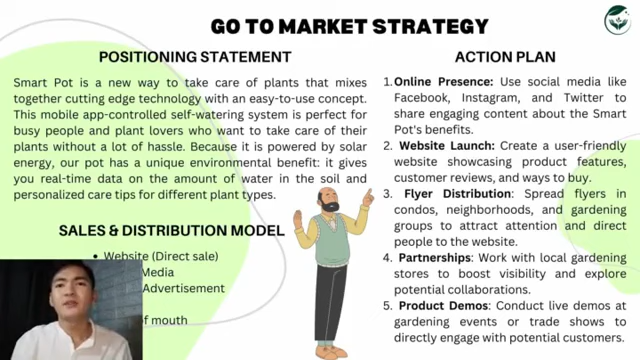 GO TO MARKET STRATEGY
POSITIONING STATEMENT
Smart Pot is a new way to take care of plants that mixes
together cutting edge technology with an easy-to-use concept.
This mobile app-controlled self-watering system is perfect for
busy people and plant lovers who want to take care of their
plants without a lot of hassle. Because it is powered by solar
energy, our pot has a unique environmental benefit: it gives
you real-time data on the amount of water in the soil and
personalized care tips for different plant types.
SALES & DISTRIBUTION MODEL
Website (Direct sale)
Media
Advertisement
of mouth
ACTION PLAN
1. Online Presence: Use social media like
Facebook, Instagram, and Twitter to
share engaging content about the Smart
Pot's benefits.
2. Website Launch: Create a user-friendly
website showcasing product features,
customer reviews, and ways to buy.
3. Flyer Distribution: Spread flyers in
condos, neighborhoods, and gardening
groups to attract attention and direct
people to the website.
4. Partnerships: Work with local gardening
stores to boost visibility and explore
potential collaborations.
5. Product Demos: Conduct live demos at
gardening events or trade shows to
directly engage with potential customers.